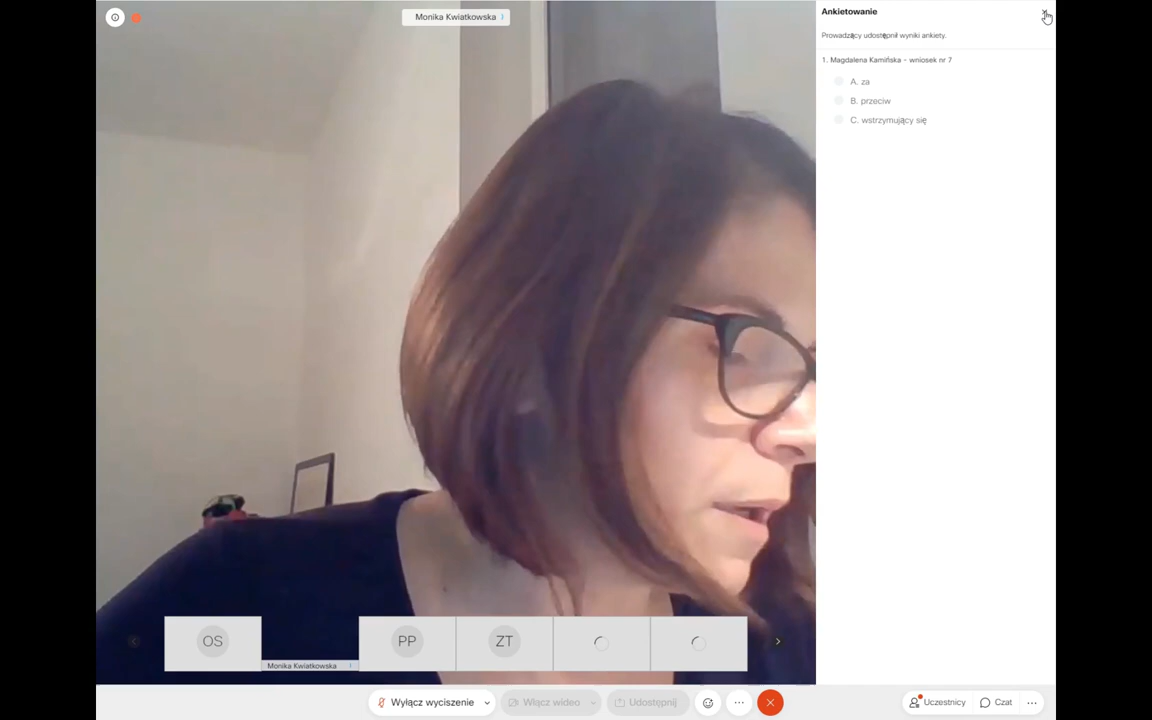 Monika Kwiatkowska
Ankietowanie
Prowadzący udostępnił wyniki ankiety.
1. Magdalena Kamińska - wniosek nr 7
A. za
B. przeciw
C. wstrzymujący się
OS
Monika Kwiatkowska
PP
ZT
Wyłącz wyciszenie
Włącz wideo
Udostępnij
Uczestnicy
Czat